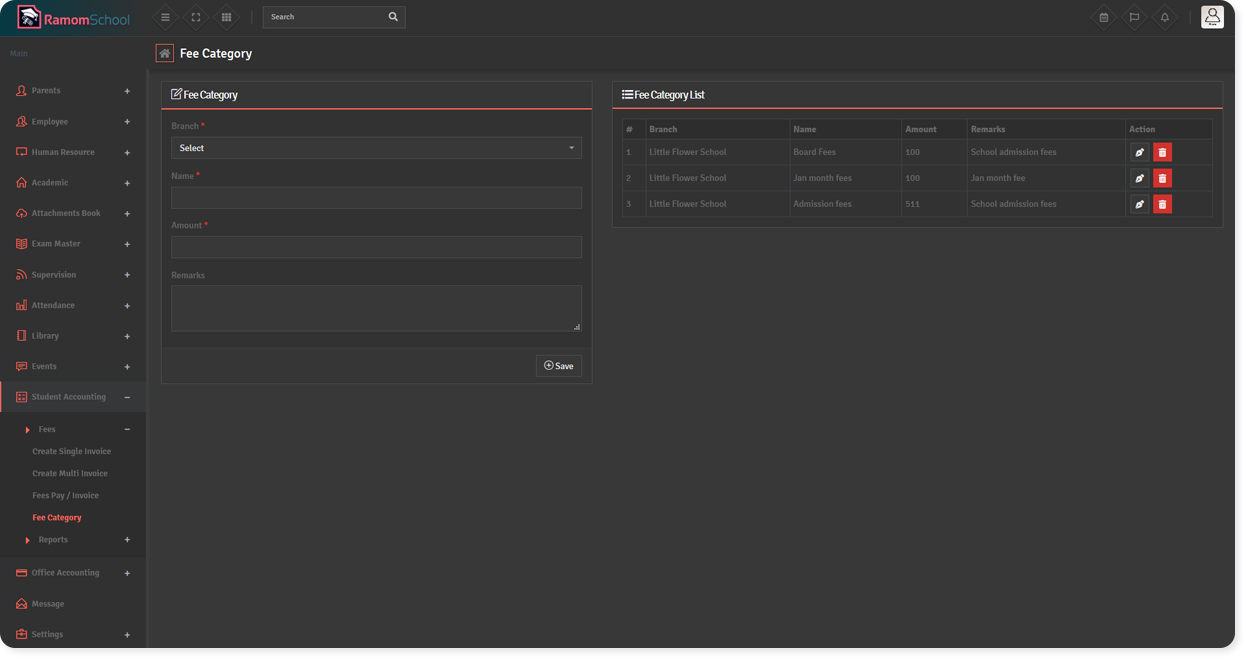 RamomSchool
Search
Main
Fee Category
Parents +
Employee +
Human Resource +
Academic +
Attachments Book +
Exam Master +
Supervision +
Attendance +
Library +
Events +
Student Accounting −
Fees −
Create Single Invoice
Create Multi Invoice
Fees Pay / Invoice
Fee Category
Reports +
Office Accounting +
Message
Settings +
Fee Category
Branch *
Select
Name *
Amount *
Remarks
Save
Fee Category List
# Branch Name Amount Remarks Action
1 Little Flower School Board Fees 100 School admission fees
2 Little Flower School Jan month fees 100 Jan month fee
3 Little Flower School Admission fees 511 School admission fees